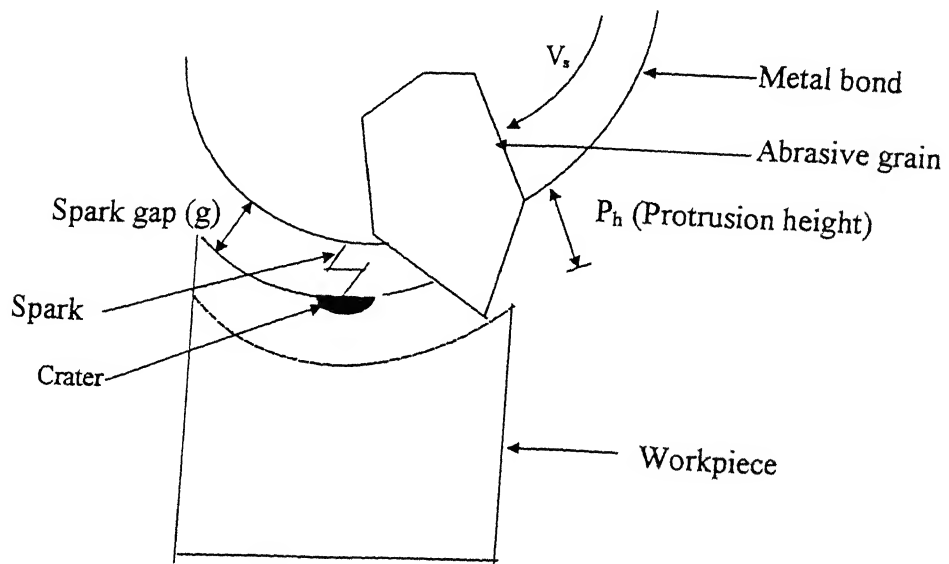 Vs
Metal bond
Abrasive grain
Spark gap (g)
Ph (Protrusion height)
Spark
Crater
Workpiece